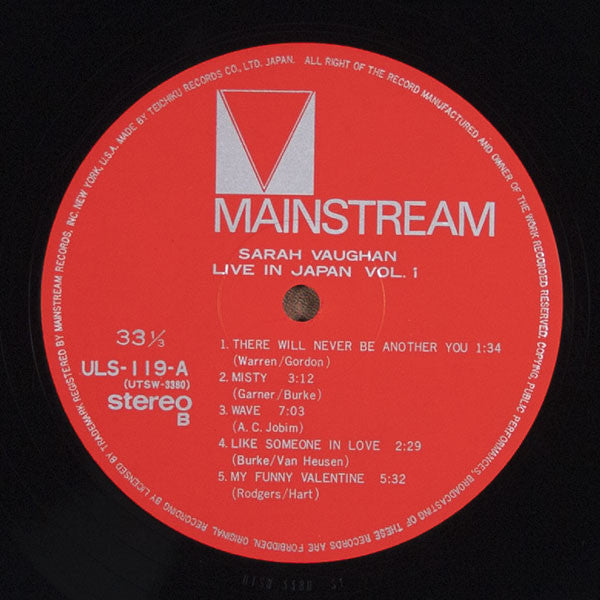 MAINSTREAM
SARAH VAUGHAN
LIVE IN JAPAN VOL. 1
33 1/3
ULS-119-A
(UTSW-3380)
stereo
B
1. THERE WILL NEVER BE ANOTHER YOU 1:34
(Warren/Gordon)
2. MISTY 3:12
(Garner/Burke)
3. WAVE 7:03
(A.C. Jobim)
4. LIKE SOMEONE IN LOVE 2:29
(Burke/Van Heusen)
5. MY FUNNY VALENTINE 5:32
(Rodgers/Hart)
ORIGINAL RECORDING BY LICENSED BY TRADEMARK REGISTERED BY MAINSTREAM RECORDS, INC. NEW YORK, U.S.A. MADE BY TEICHIKU RECORDS CO., LTD. JAPAN. ALL RIGHT OF THE RECORD MANUFACTURED AND OWNER OF THE WORK RECORDED RESERVED. COPYING, PUBLIC PERFORMANCES, BROADCASTING OF THESE RECORDS ARE FORBIDDEN.